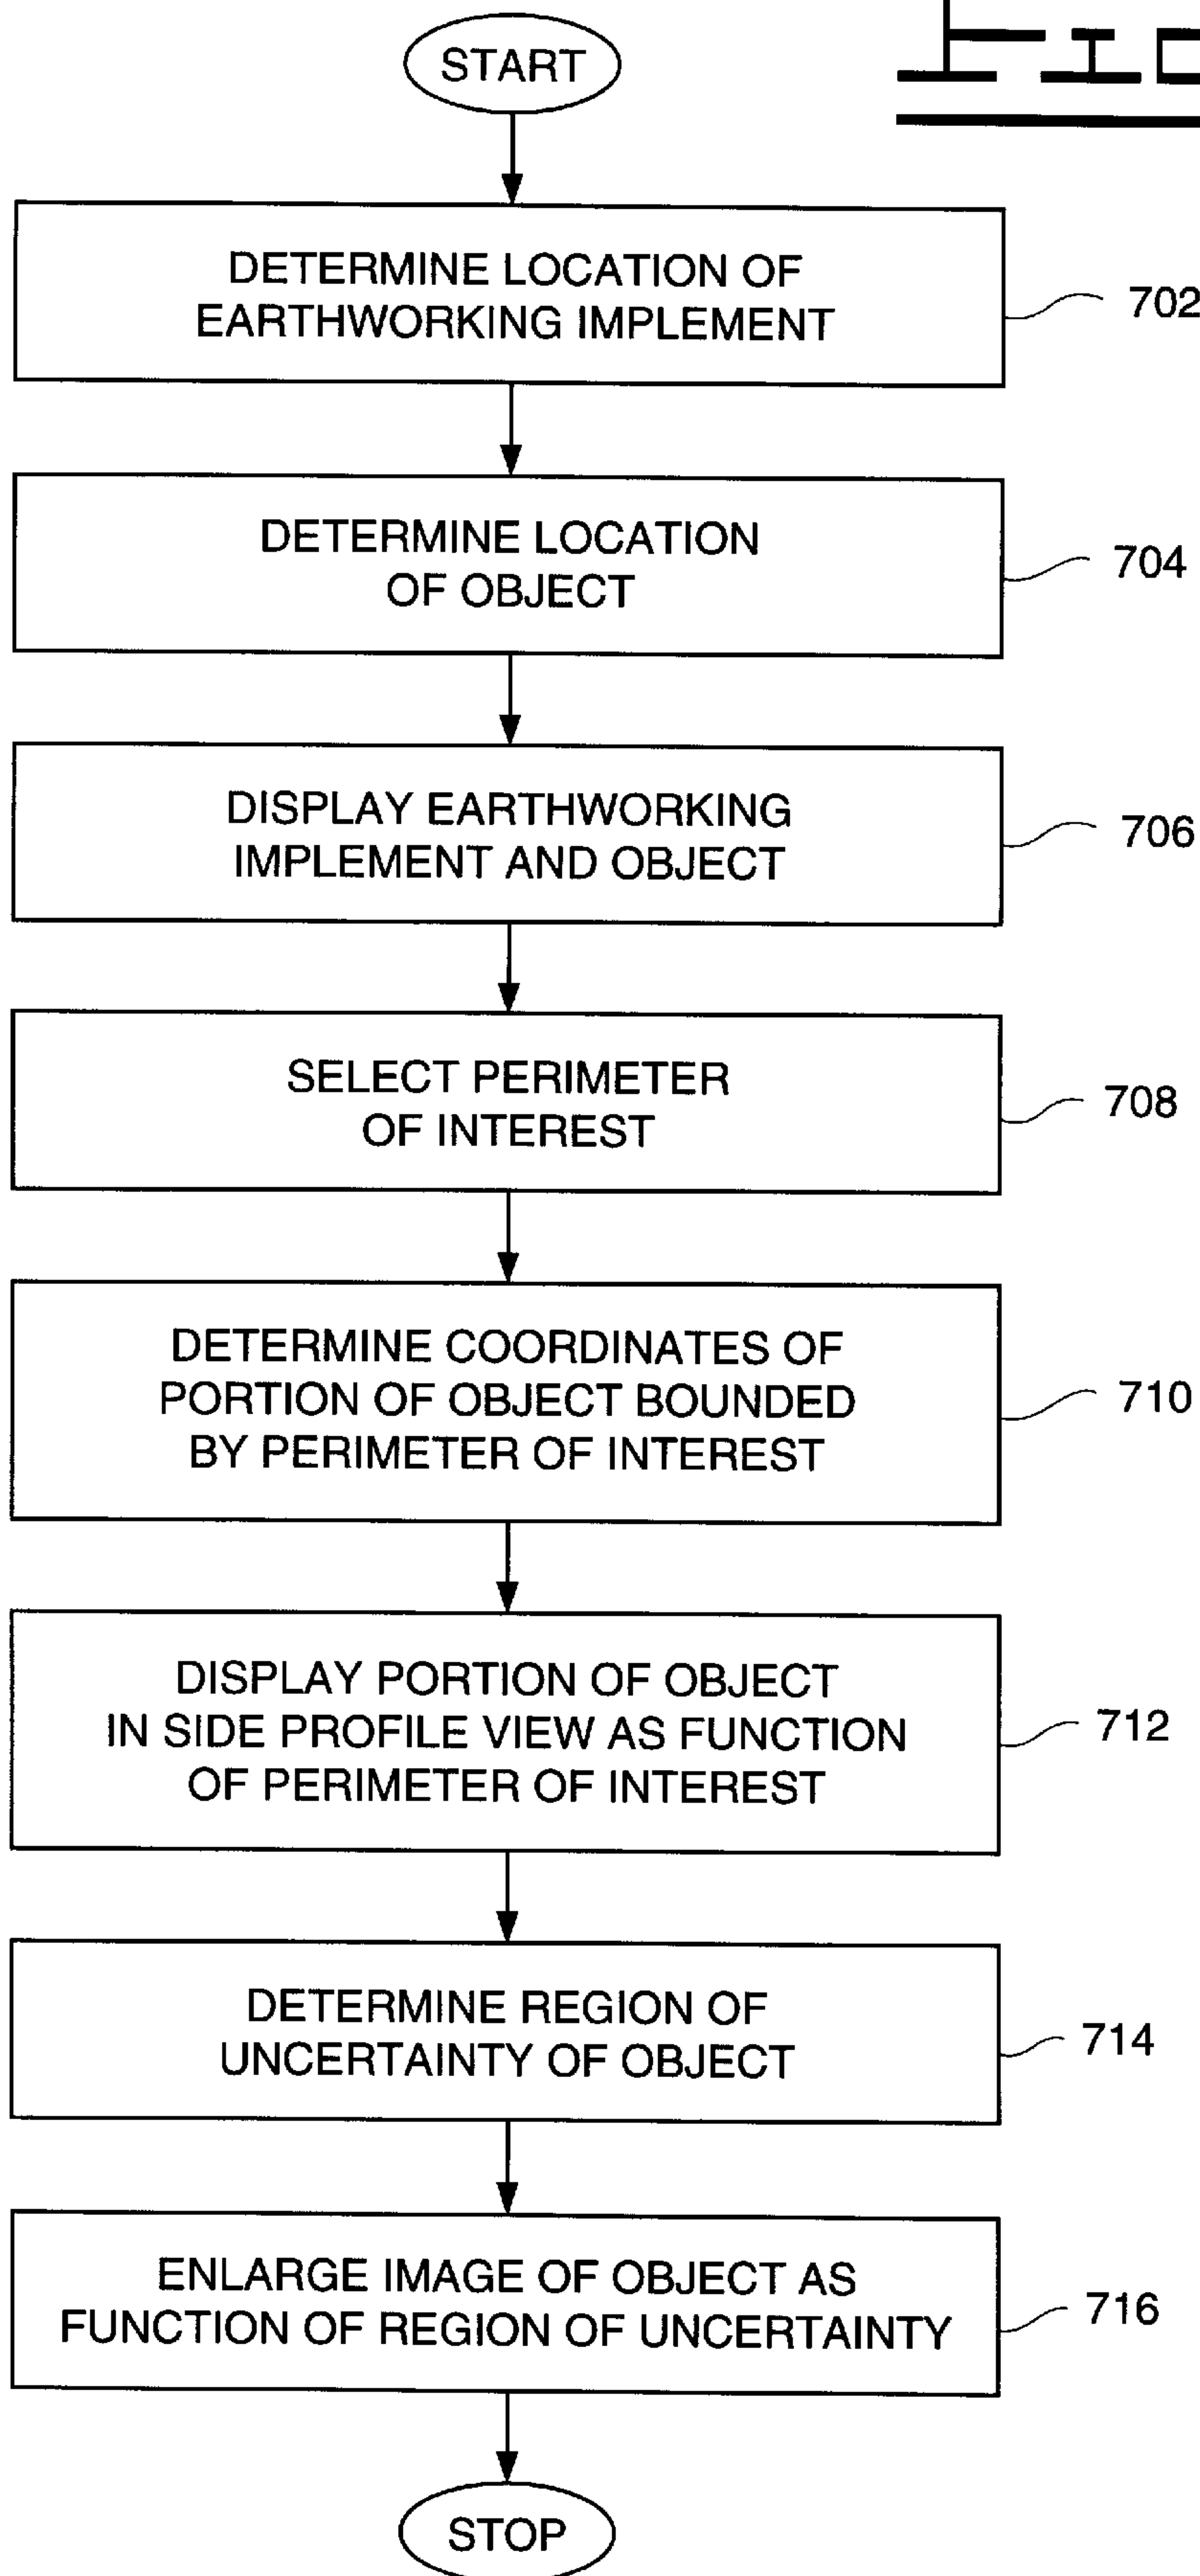 START
DETERMINE LOCATION OF
EARTHWORKING IMPLEMENT
702
DETERMINE LOCATION
OF OBJECT
704
DISPLAY EARTHWORKING
IMPLEMENT AND OBJECT
706
SELECT PERIMETER
OF INTEREST
708
DETERMINE COORDINATES OF
PORTION OF OBJECT BOUNDED
BY PERIMETER OF INTEREST
710
DISPLAY PORTION OF OBJECT
IN SIDE PROFILE VIEW AS FUNCTION
OF PERIMETER OF INTEREST
712
DETERMINE REGION OF
UNCERTAINTY OF OBJECT
714
ENLARGE IMAGE OF OBJECT AS
FUNCTION OF REGION OF UNCERTAINTY
716
STOP